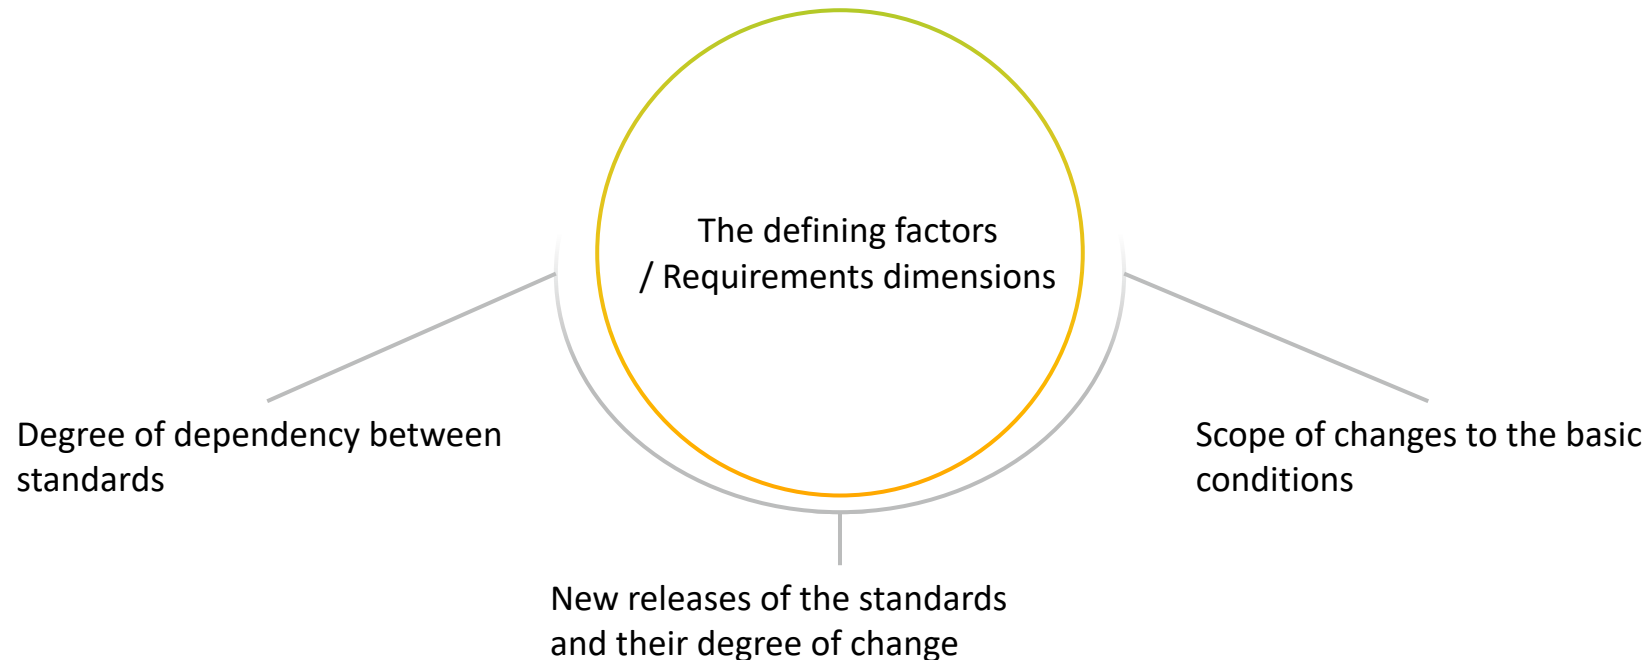 The defining factors
/ Requirements dimensions
Degree of dependency between
standards
Scope of changes to the basic
conditions
New releases of the standards
and their degree of change